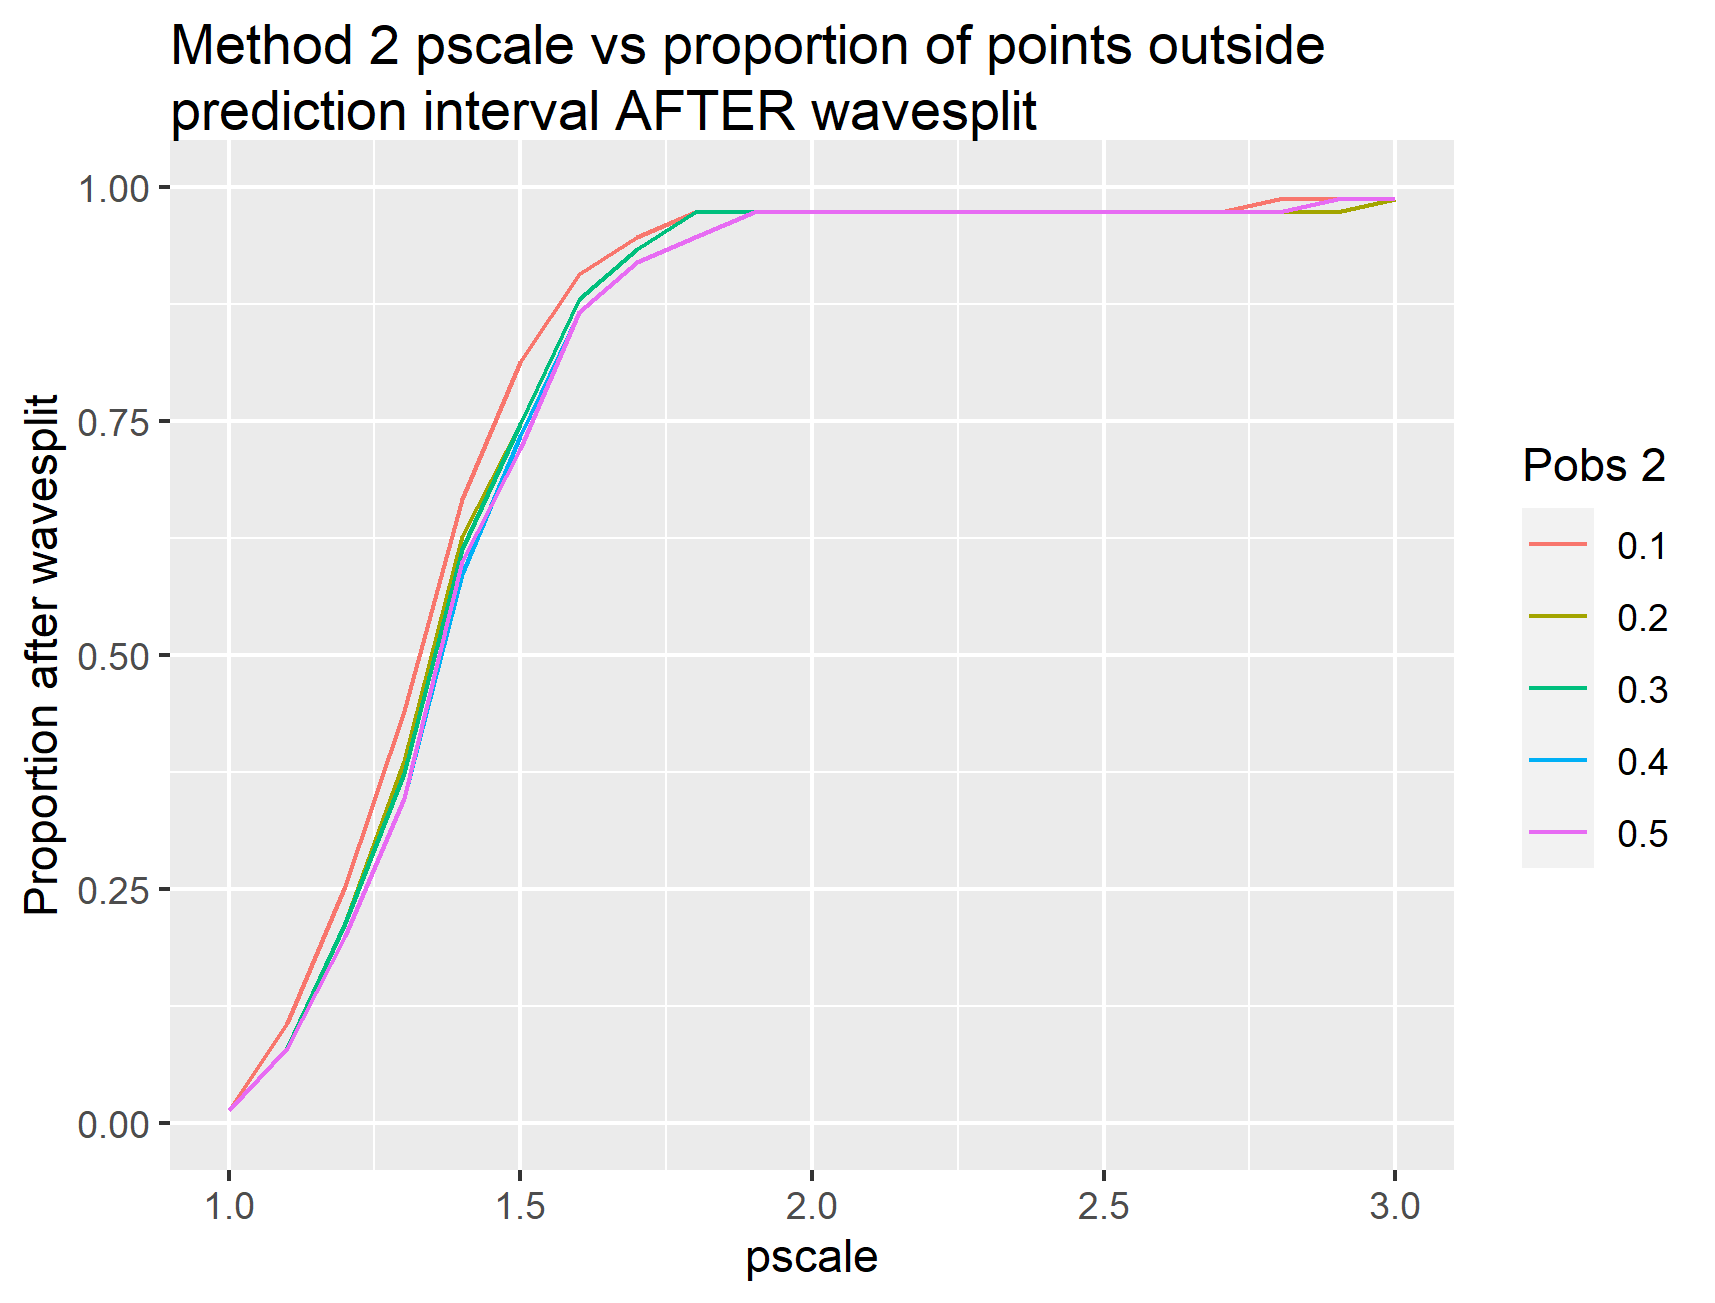 Method 2 pscale vs proportion of points outside
prediction interval AFTER wavesplit
Proportion after wavesplit
1.00
0.75
0.50
0.25
0.00
1.0 1.5 2.0 2.5 3.0
pscale
Pobs 2
0.1
0.2
0.3
0.4
0.5